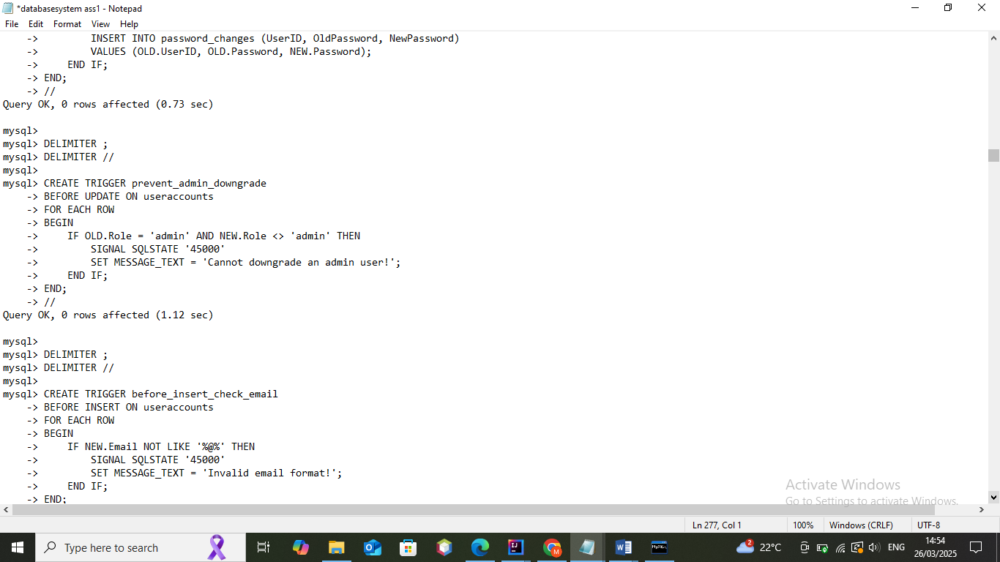 *databasesystem ass1 - Notepad
File Edit Format View Help
    ->         INSERT INTO password_changes (UserID, OldPassword, NewPassword)
    ->         VALUES (OLD.UserID, OLD.Password, NEW.Password);
    ->     END IF;
    -> END;
    -> //
Query OK, 0 rows affected (0.73 sec)
mysql>
mysql> DELIMITER ;
mysql> DELIMITER //
mysql>
mysql> CREATE TRIGGER prevent_admin_downgrade
    -> BEFORE UPDATE ON useraccounts
    -> FOR EACH ROW
    -> BEGIN
    ->     IF OLD.Role = 'admin' AND NEW.Role <> 'admin' THEN
    ->         SIGNAL SQLSTATE '45000'
    ->         SET MESSAGE_TEXT = 'Cannot downgrade an admin user!';
    ->     END IF;
    -> END;
    -> //
Query OK, 0 rows affected (1.12 sec)
mysql>
mysql> DELIMITER ;
mysql> DELIMITER //
mysql>
mysql> CREATE TRIGGER before_insert_check_email
    -> BEFORE INSERT ON useraccounts
    -> FOR EACH ROW
    -> BEGIN
    ->     IF NEW.Email NOT LIKE '%@%' THEN
    ->         SIGNAL SQLSTATE '45000'
    ->         SET MESSAGE_TEXT = 'Invalid email format!';
    ->     END IF;
    -> END;
Activate Windows
Go to Settings to activate Windows.
Ln 277, Col 1 100% Windows (CRLF) UTF-8
Type here to search
2 22°C ENG 14:54
26/03/2025